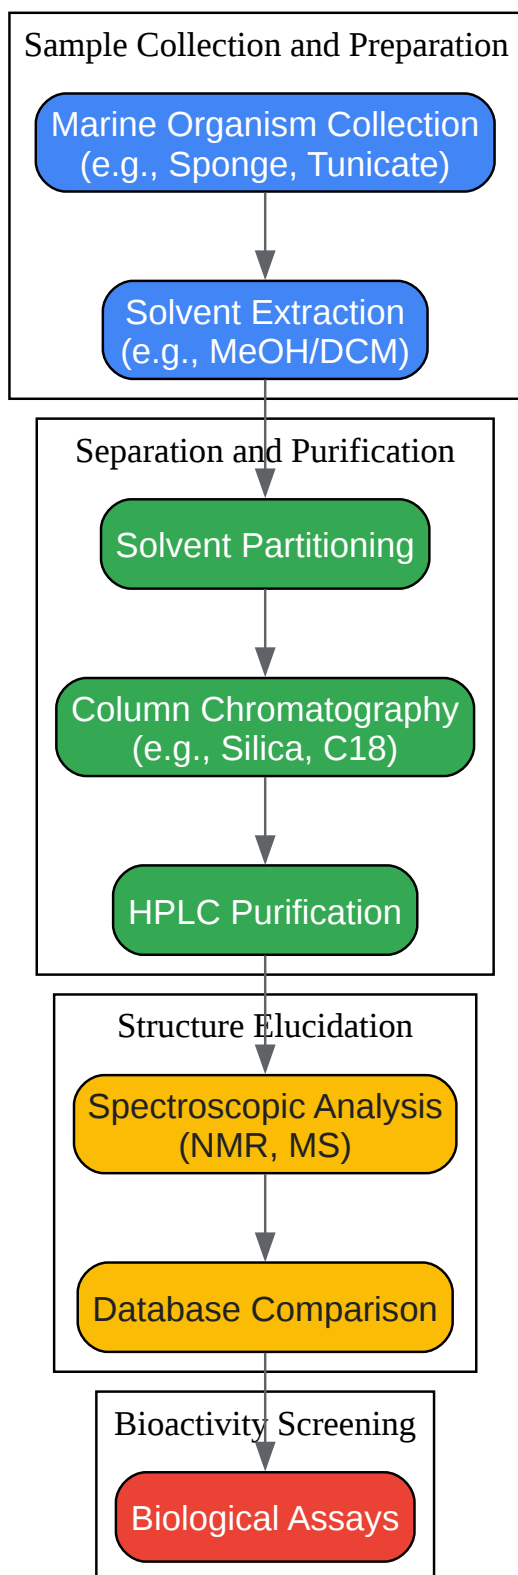 Sample Collection and Preparation
Marine Organism Collection
(e.g., Sponge, Tunicate)
Solvent Extraction
(e.g., MeOH/DCM)
Separation and Purification
Solvent Partitioning
Column Chromatography
(e.g., Silica, C18)
HPLC Purification
Structure Elucidation
Spectroscopic Analysis
(NMR, MS)
Database Comparison
Bioactivity Screening
Biological Assays